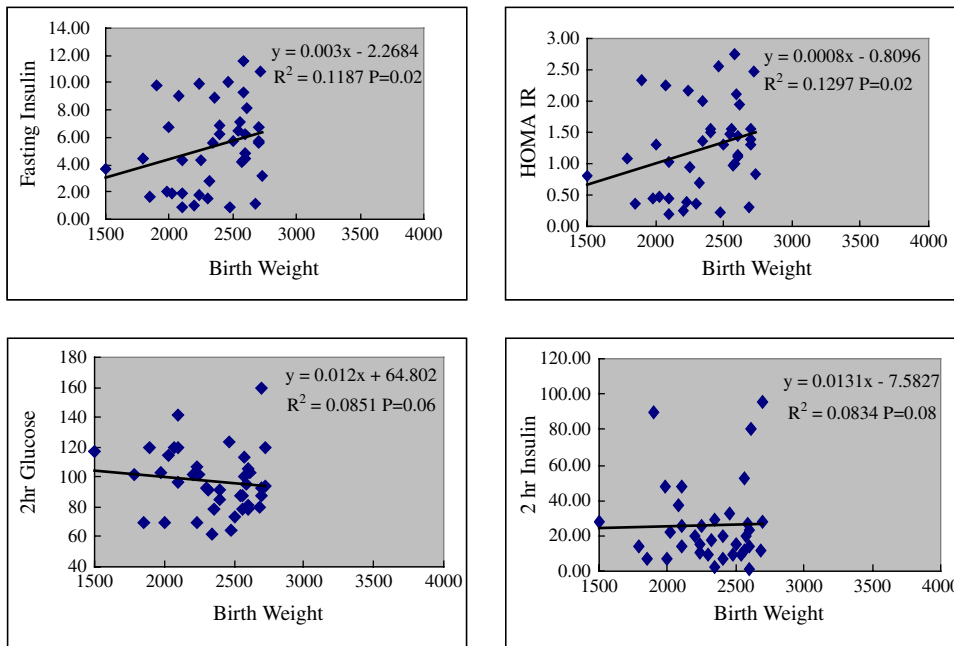 14.00
12.00
10.00
8.00
6.00
4.00
2.00
0.00
Fasting Insulin
y = 0.003x - 2.2684
R² = 0.1187 P=0.02
1500 2000 2500 3000 3500 4000
Birth Weight
3.00
2.50
2.00
1.50
1.00
0.50
0.00
HOMA IR
y = 0.0008x - 0.8096
R² = 0.1297 P=0.02
1500 2000 2500 3000 3500 4000
Birth Weight
180
160
140
120
100
80
60
40
2hr Glucose
y = 0.012x + 64.802
R² = 0.0851 P=0.06
1500 2000 2500 3000 3500 4000
Birth Weight
120.00
100.00
80.00
60.00
40.00
20.00
0.00
2 hr Insulin
y = 0.0131x - 7.5827
R² = 0.0834 P=0.08
1500 2000 2500 3000 3500 4000
Birth Weight